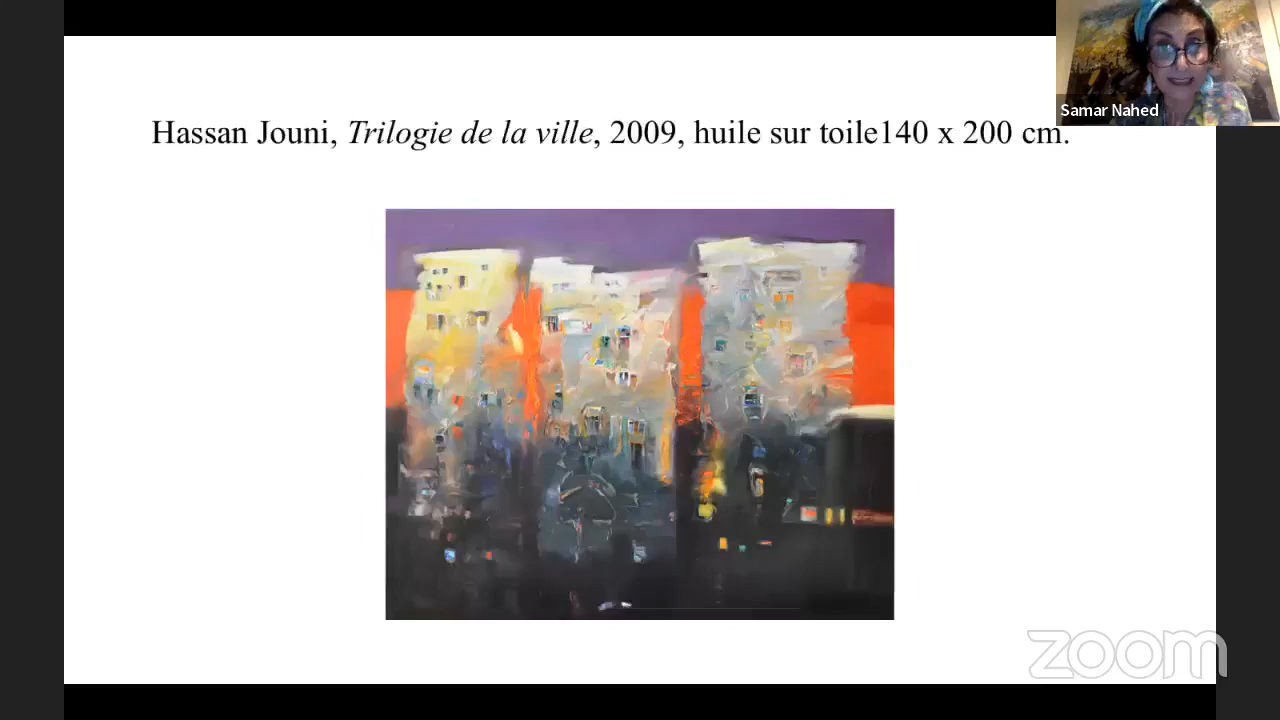 Hassan Jouni, Trilogie de la ville, 2009, huile sur toile140 x 200 cm.
Samar Nahed
zoom